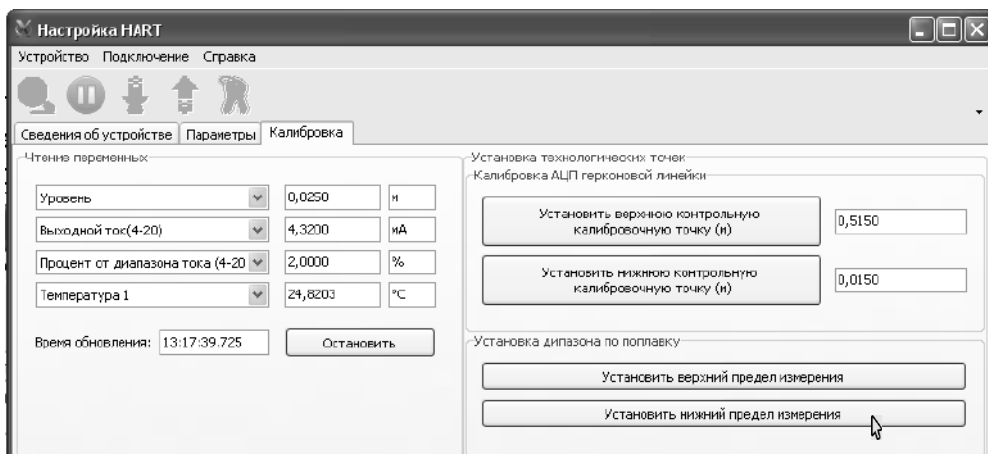 Настройка HART
Устройство Подключение Справка
Сведения об устройстве Параметры Калибровка
Чтение переменных
Уровень 0,0250 м
Выходной ток(4-20) 4,3200 мА
Процент от диапазона тока (4-20 2,0000 %
Температура 1 24,8203 °C
Время обновления: 13:17:39.725 Остановить
Установка технологических точек
Калибровка АЦП герконовой линейки
Установить верхнюю контрольную
калибровочную точку (м)
0,5150
Установить нижнюю контрольную
калибровочную точку (м)
0,0150
Установка дипазона по поплавку
Установить верхний предел измерения
Установить нижний предел измерения